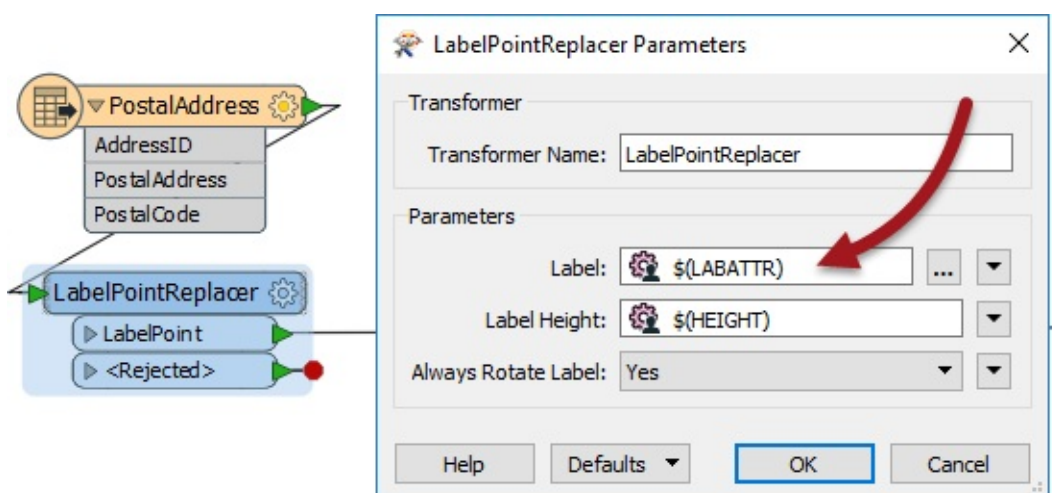 PostalAddress
AddressID
PostalAddress
PostalCode
LabelPointReplacer
LabelPoint
<Rejected>
LabelPointReplacer Parameters
Transformer
Transformer Name: LabelPointReplacer
Parameters
Label: $(LABATTR) ...
Label Height: $(HEIGHT)
Always Rotate Label: Yes
Help Defaults OK Cancel